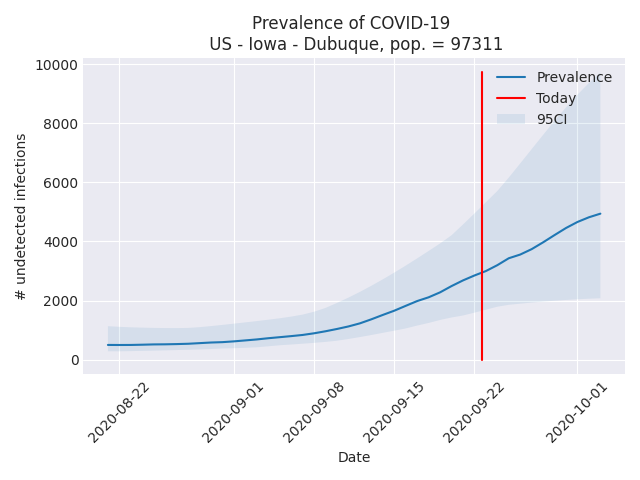 Prevalence of COVID-19
US - Iowa - Dubuque, pop. = 97311
10000
8000
6000
4000
2000
0
# undetected infections
Prevalence
Today
95CI
2020-08-22
2020-09-01
2020-09-08
2020-09-15
2020-09-22
2020-10-01
Date